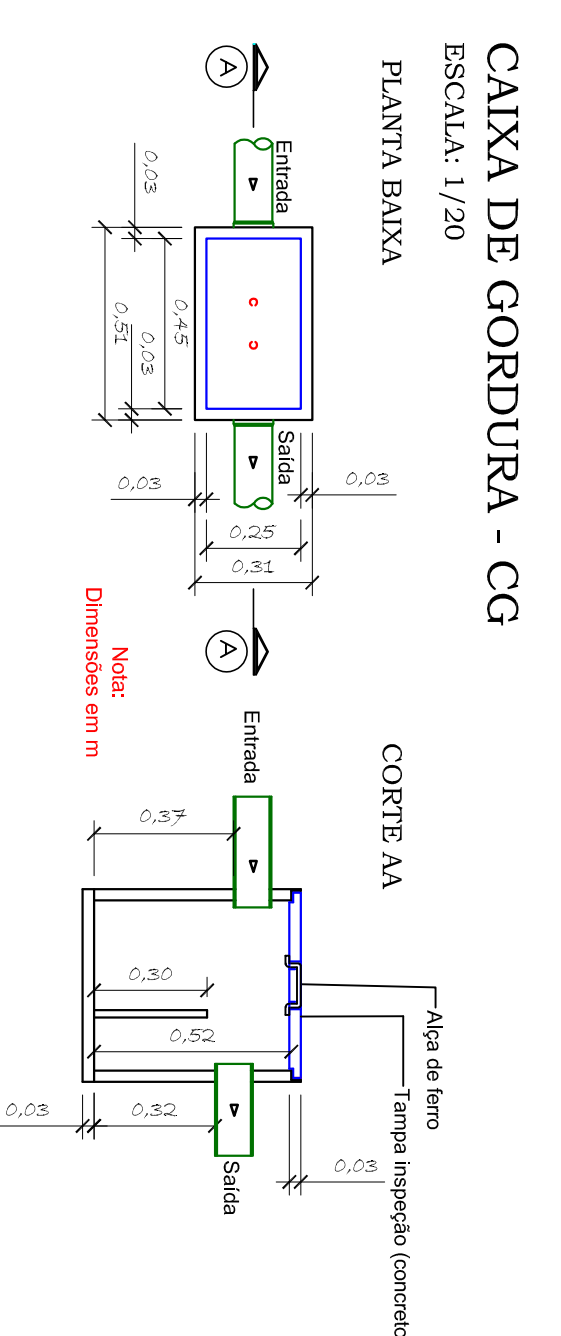 CAIXA DE GORDURA - CG
ESCALA: 1/20
PLANTA BAIXA
A
Entrada
Saída
A
0,03
0,45
0,03
0,51
0,03
0,03
0,25
0,31
Nota:
Dimensões em m
CORTE AA
Entrada
Saída
Alça de ferro
Tampa inspeção (concreto
0,37
0,30
0,52
0,03
0,32
0,03